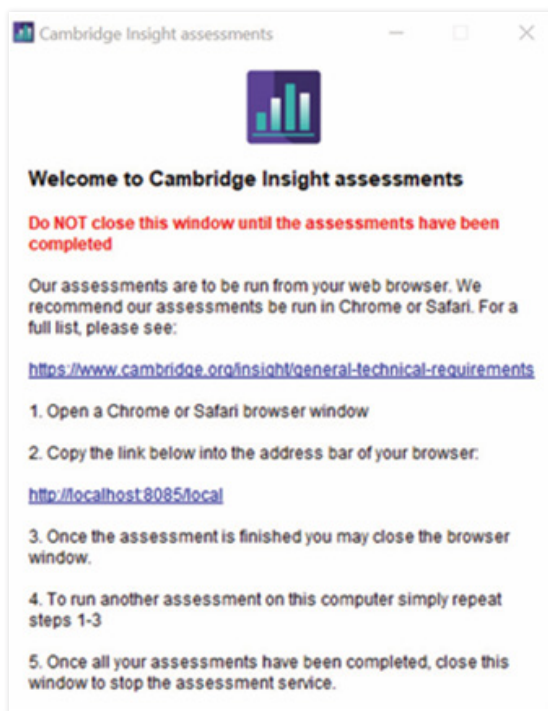 Cambridge Insight assessments
Welcome to Cambridge Insight assessments
Do NOT close this window until the assessments have been
completed
Our assessments are to be run from your web browser. We
recommend our assessments be run in Chrome or Safari. For a
full list, please see:
https://www.cambridge.org/insight/general-technical-requirements
1. Open a Chrome or Safari browser window
2. Copy the link below into the address bar of your browser:
http://localhost:8085/local
3. Once the assessment is finished you may close the browser
window.
4. To run another assessment on this computer simply repeat
steps 1-3
5. Once all your assessments have been completed, close this
window to stop the assessment service.